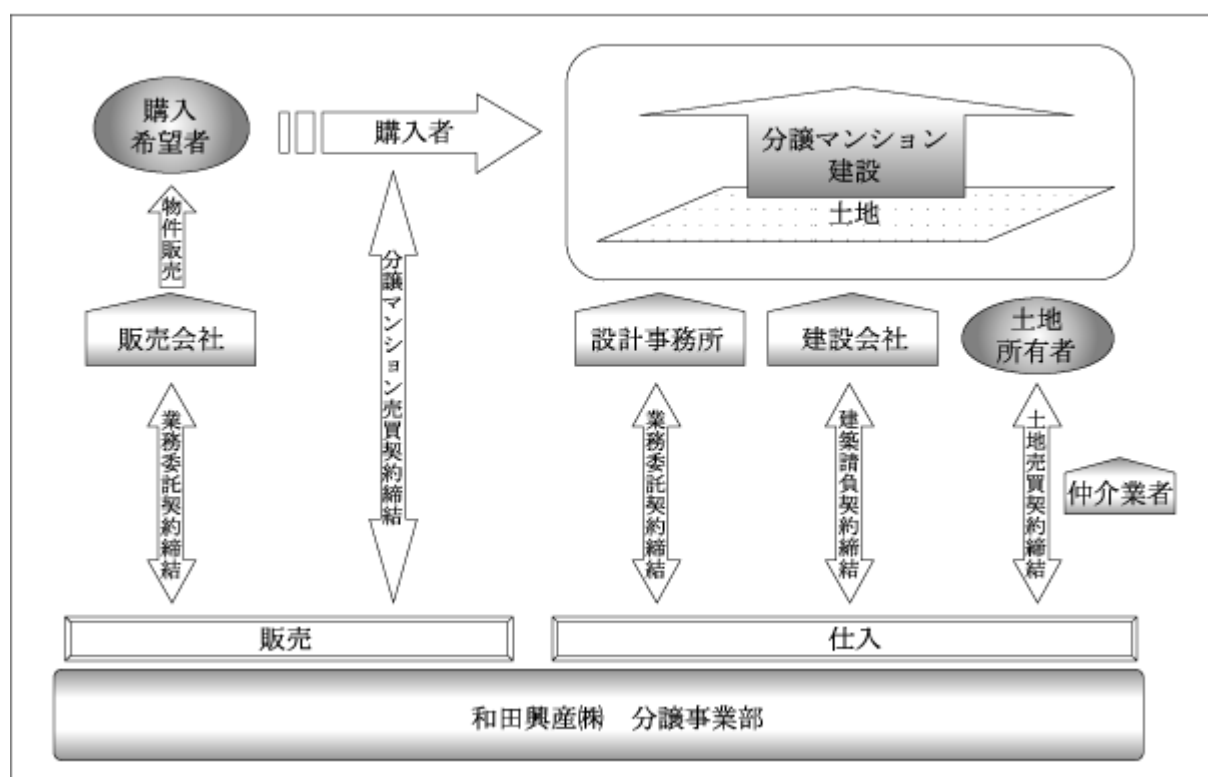 購入
希望者
購入者
分譲マンション
建設
土地
物件販売
分譲マンション売買契約締結
販売会社
設計事務所
建設会社
土地
所有者
業務委託契約締結
業務委託契約締結
建築請負契約締結
土地売買契約締結
仲介業者
販売
仕入
和田興産㈱　分譲事業部